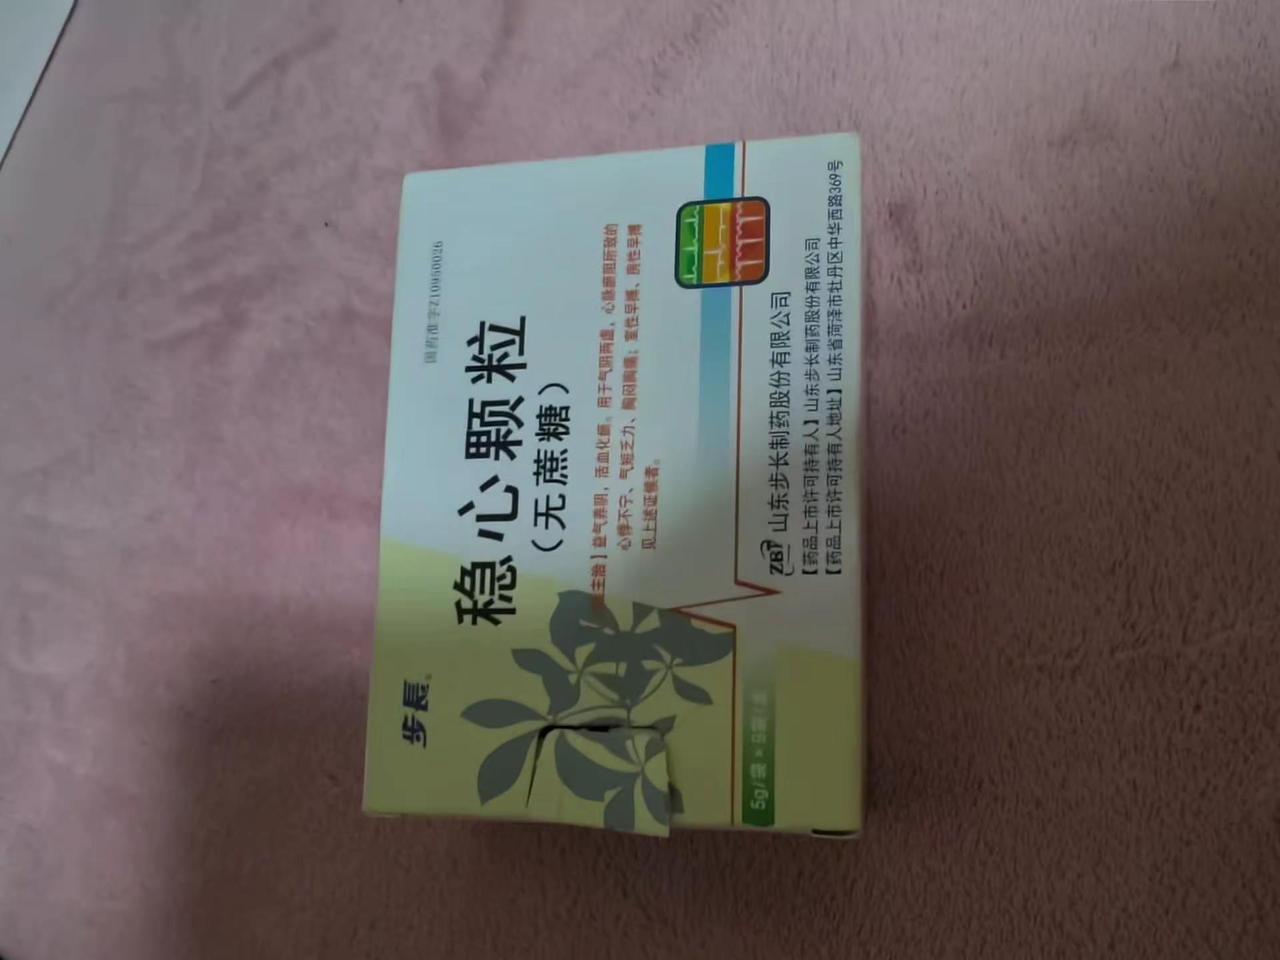 国药准字Z10950026
步長®
稳心颗粒
（无蔗糖）
主治】益气养阴，活血化瘀。用于气阴两虚，心脉瘀阻所致的
心悸不宁、气短乏力、胸闷胸痛；室性早搏、房性早搏
见上述证候者。
5g/袋×9袋/盒
ZBT 山东步长制药股份有限公司
【药品上市许可持有人】山东步长制药股份有限公司
【药品上市许可持有人地址】山东省菏泽市牡丹区中华西路369号